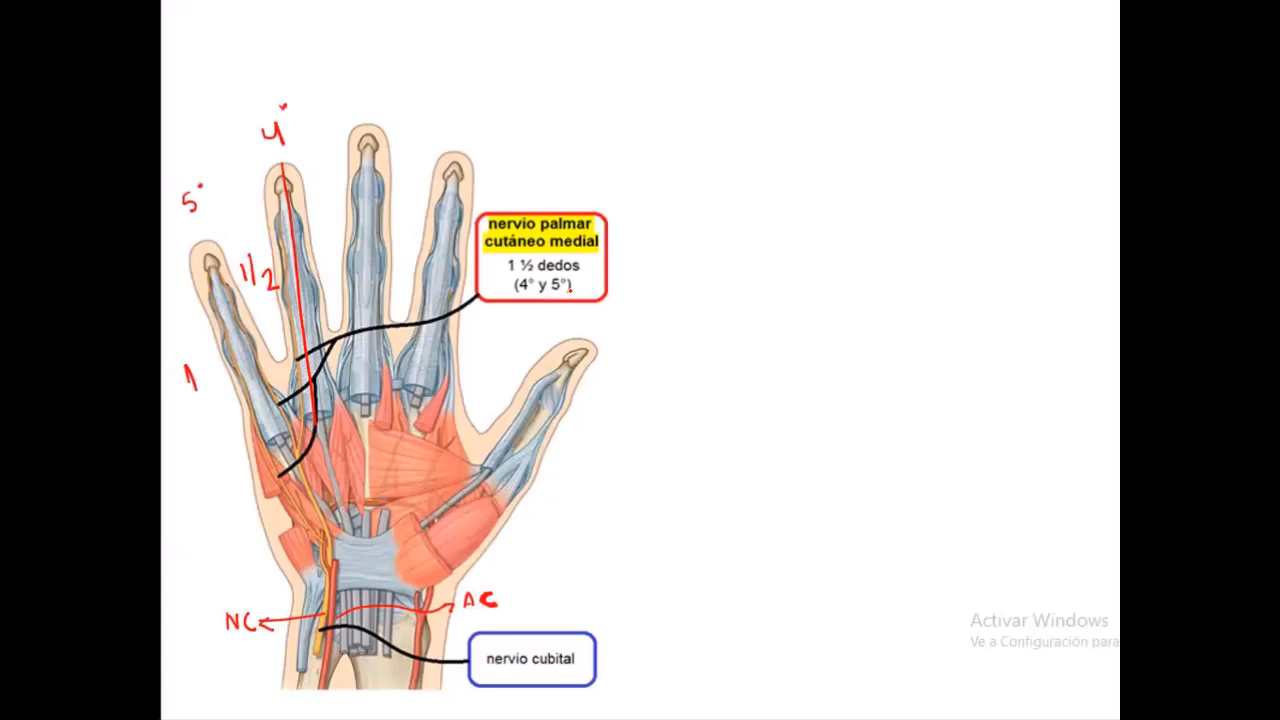 4°
5°
nervio palmar
cutáneo medial
1 ½ dedos
(4° y 5°)
1/2
1
NC
AC
nervio cubital
Activar Windows
Ve a Configuración para